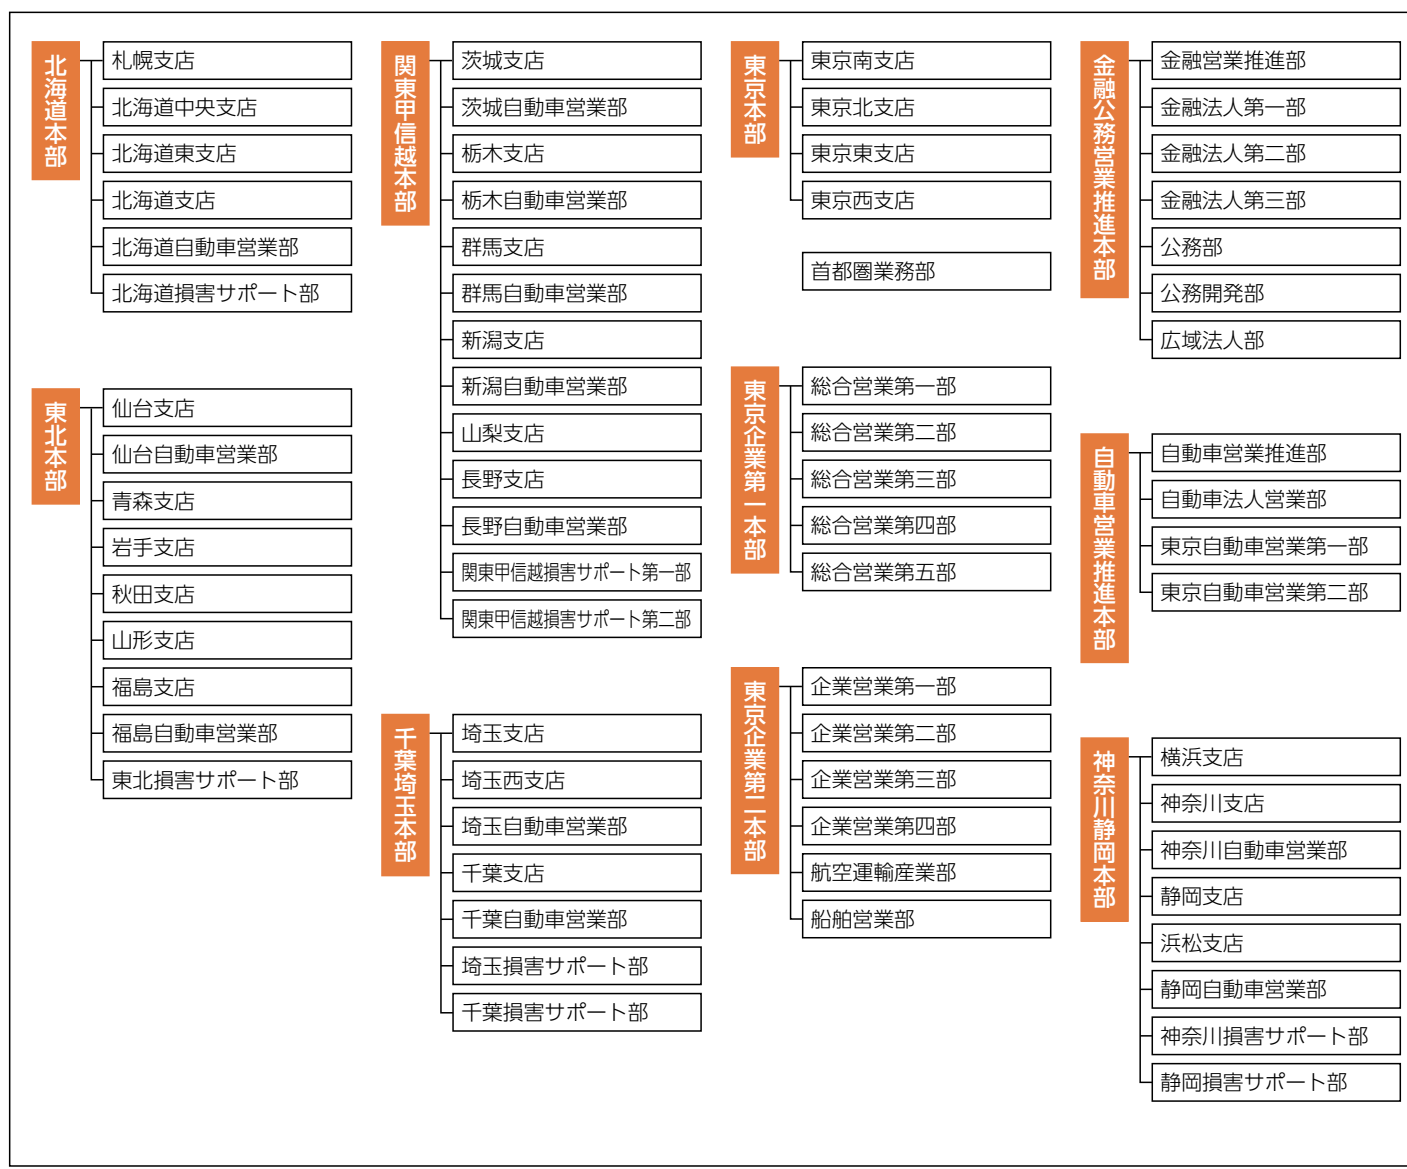 北海道本部
札幌支店
北海道中央支店
北海道東支店
北海道支店
北海道自動車営業部
北海道損害サポート部
東北本部
仙台支店
仙台自動車営業部
青森支店
岩手支店
秋田支店
山形支店
福島支店
福島自動車営業部
東北損害サポート部
関東甲信越本部
茨城支店
茨城自動車営業部
栃木支店
栃木自動車営業部
群馬支店
群馬自動車営業部
新潟支店
新潟自動車営業部
山梨支店
長野支店
長野自動車営業部
関東甲信越損害サポート第一部
関東甲信越損害サポート第二部
千葉埼玉本部
埼玉支店
埼玉西支店
埼玉自動車営業部
千葉支店
千葉自動車営業部
埼玉損害サポート部
千葉損害サポート部
東京本部
東京南支店
東京北支店
東京東支店
東京西支店
首都圏業務部
東京企業第一本部
総合営業第一部
総合営業第二部
総合営業第三部
総合営業第四部
総合営業第五部
東京企業第二本部
企業営業第一部
企業営業第二部
企業営業第三部
企業営業第四部
航空運輸産業部
船舶営業部
金融公務営業推進本部
金融営業推進部
金融法人第一部
金融法人第二部
金融法人第三部
公務部
公務開発部
広域法人部
自動車営業推進本部
自動車営業推進部
自動車法人営業部
東京自動車営業第一部
東京自動車営業第二部
神奈川静岡本部
横浜支店
神奈川支店
神奈川自動車営業部
静岡支店
浜松支店
静岡自動車営業部
神奈川損害サポート部
静岡損害サポート部